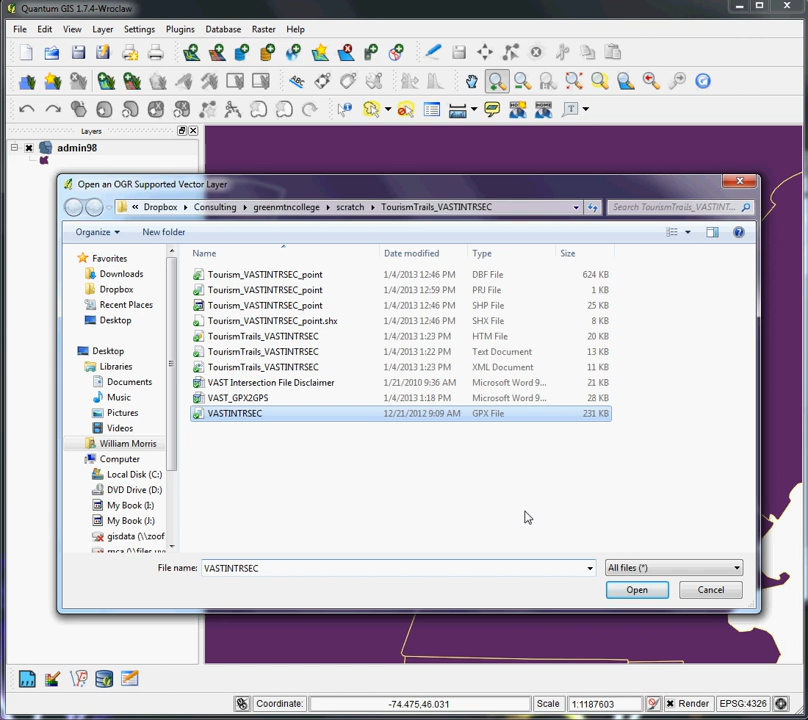 Quantum GIS 1.7.4-Wroclaw
File Edit View Layer Settings Plugins Database Raster Help
Layers
admin98
Open an OGR Supported Vector Layer
« Dropbox Consulting greenmtncollege scratch TourismTrails_VASTINTRSEC Search TourismTrails_VASTINT...
Organize New folder
Name Date modified Type Size
Favorites
Downloads
Dropbox
Recent Places
Desktop
Desktop
Libraries
Documents
Music
Pictures
Videos
William Morris
Computer
Local Disk (C:)
DVD Drive (D:)
My Book (I:)
My Book (J:)
gisdata (\\zoof
Tourism_VASTINTRSEC_point 1/4/2013 12:46 PM DBF File 624 KB
Tourism_VASTINTRSEC_point 1/4/2013 12:59 PM PRJ File 1 KB
Tourism_VASTINTRSEC_point 1/4/2013 12:46 PM SHP File 25 KB
Tourism_VASTINTRSEC_point.shx 1/4/2013 12:46 PM SHX File 8 KB
TourismTrails_VASTINTRSEC 1/4/2013 1:23 PM HTM File 20 KB
TourismTrails_VASTINTRSEC 1/4/2013 1:22 PM Text Document 13 KB
TourismTrails_VASTINTRSEC 1/4/2013 1:23 PM XML Document 11 KB
VAST Intersection File Disclaimer 1/21/2010 9:36 AM Microsoft Word 9... 21 KB
VAST_GPX2GPS 1/4/2013 1:18 PM Microsoft Word 9... 28 KB
VASTINTRSEC 12/21/2012 9:09 AM GPX File 231 KB
File name: VASTINTRSEC All files (*)
Open Cancel
Coordinate: -74.475,46.031 Scale 1:1187603 Render EPSG:4326